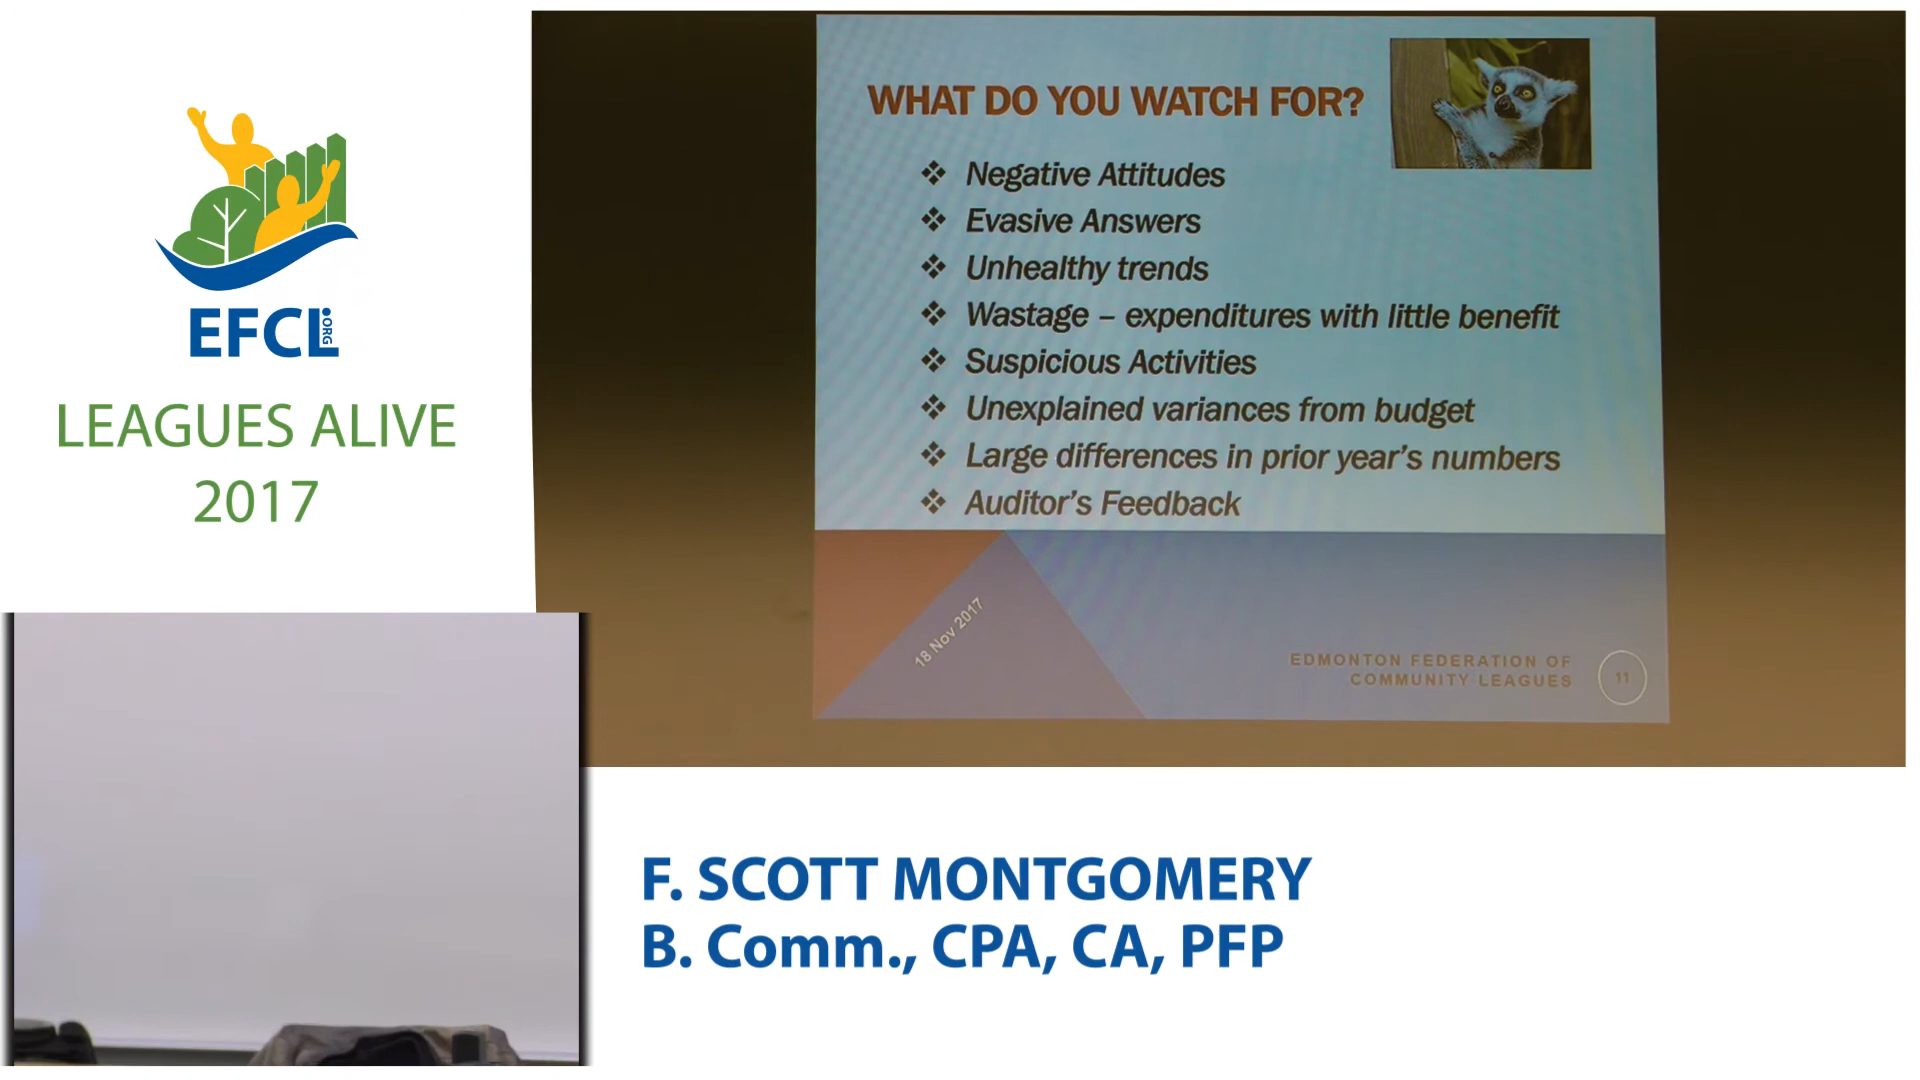 EFCL.ORG
LEAGUES ALIVE
2017
WHAT DO YOU WATCH FOR?
❖ Negative Attitudes
❖ Evasive Answers
❖ Unhealthy trends
❖ Wastage – expenditures with little benefit
❖ Suspicious Activities
❖ Unexplained variances from budget
❖ Large differences in prior year's numbers
❖ Auditor's Feedback
18 Nov 2017
EDMONTON FEDERATION OF
COMMUNITY LEAGUES
11
F. SCOTT MONTGOMERY
B. Comm., CPA, CA, PFP